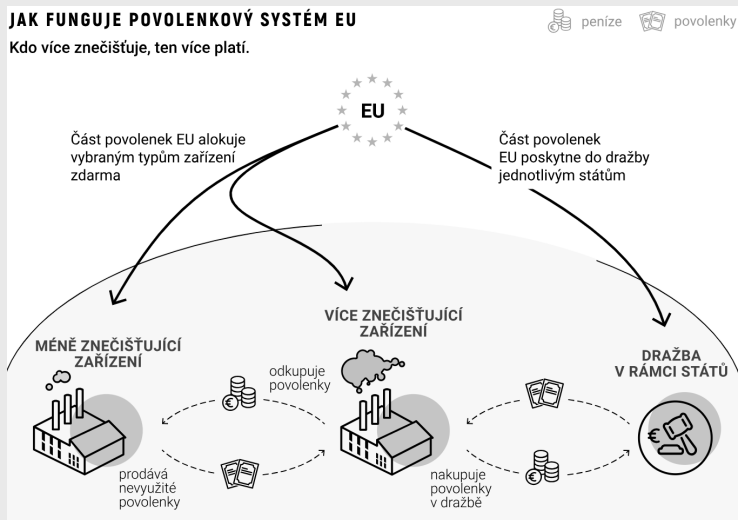 JAK FUNGUJE POVOLENKOVÝ SYSTÉM EU
peníze
povolenky
Kdo více znečišťuje, ten více platí.
EU
Část povolenek EU alokuje
vybraným typům zařízení
zdarma
Část povolenek
EU poskytne do dražby
jednotlivým státům
MÉNĚ ZNEČIŠŤUJÍCÍ
ZAŘÍZENÍ
VÍCE ZNEČIŠŤUJÍCÍ
ZAŘÍZENÍ
DRAŽBA
V RÁMCI STÁTŮ
odkupuje
povolenky
prodává
nevyužité
povolenky
nakupuje
povolenky
v dražbě
€
€
€